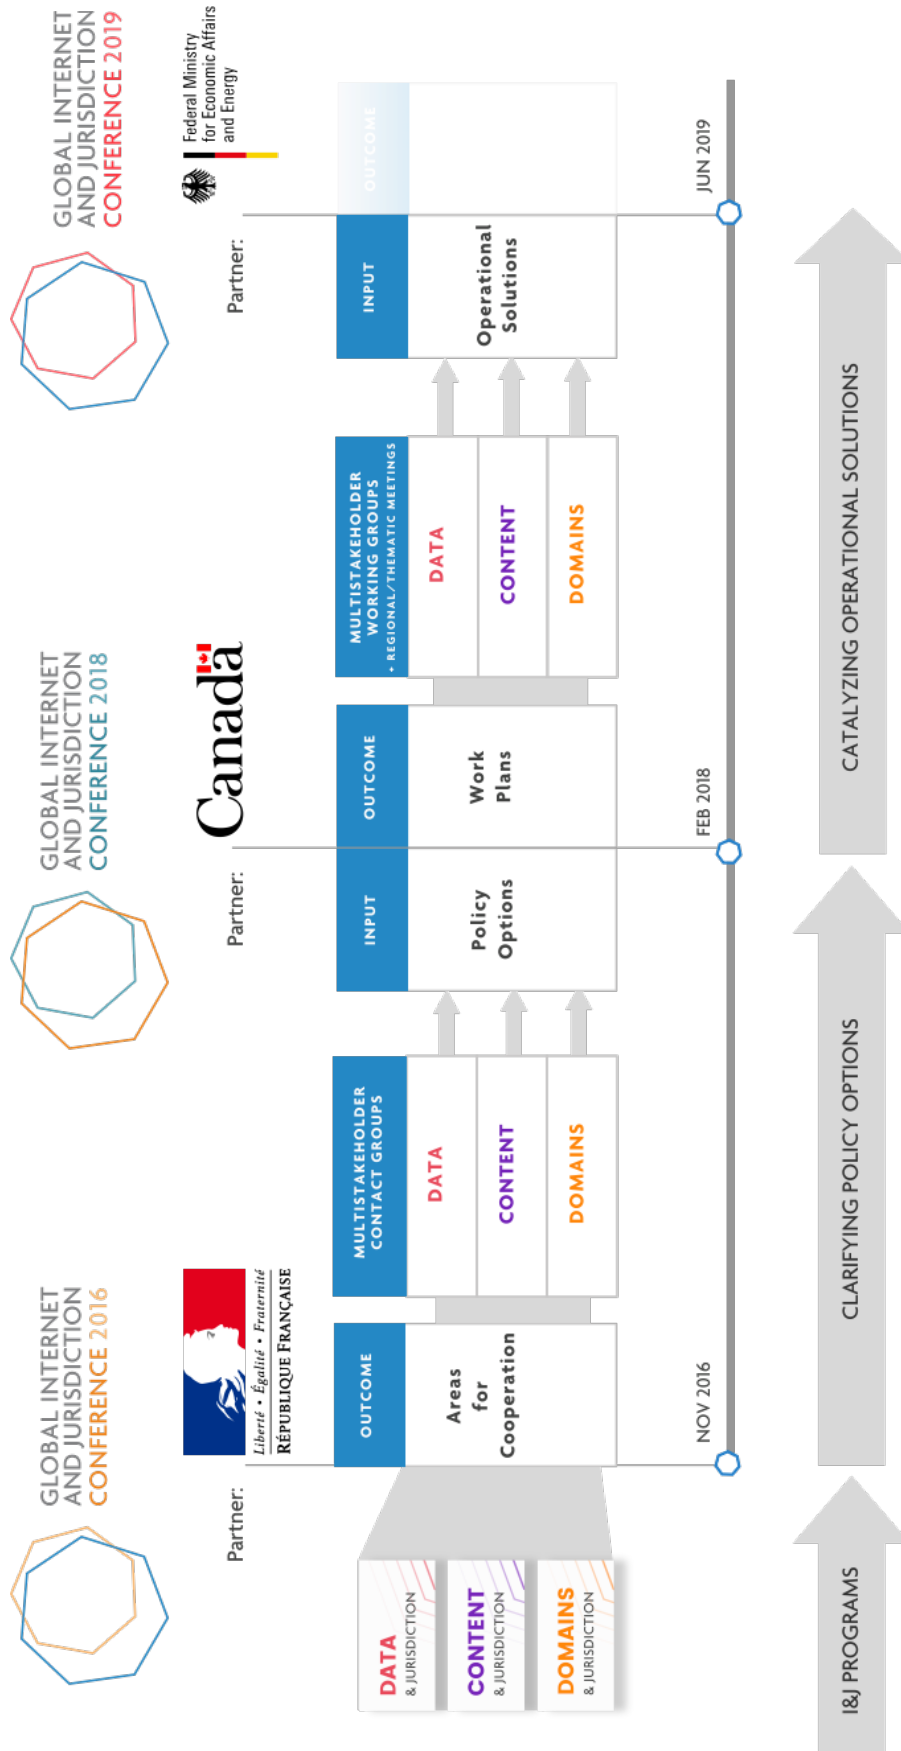 GLOBAL INTERNET
AND JURISDICTION
CONFERENCE 2016
GLOBAL INTERNET
AND JURISDICTION
CONFERENCE 2018
GLOBAL INTERNET
AND JURISDICTION
CONFERENCE 2019
Partner:
Liberté • Égalité • Fraternité
RÉPUBLIQUE FRANÇAISE
Partner:
Canada
Partner:
Federal Ministry
for Economic Affairs
and Energy
DATA
& JURISDICTION
CONTENT
& JURISDICTION
DOMAINS
& JURISDICTION
OUTCOME
Areas
for
Cooperation
MULTISTAKEHOLDER
CONTACT GROUPS
DATA
CONTENT
DOMAINS
INPUT
Policy
Options
OUTCOME
Work
Plans
MULTISTAKEHOLDER
WORKING GROUPS
+ REGIONAL/THEMATIC MEETINGS
DATA
CONTENT
DOMAINS
INPUT
Operational
Solutions
OUTCOME
NOV 2016
FEB 2018
JUN 2019
I&J PROGRAMS
CLARIFYING POLICY OPTIONS
CATALYZING OPERATIONAL SOLUTIONS